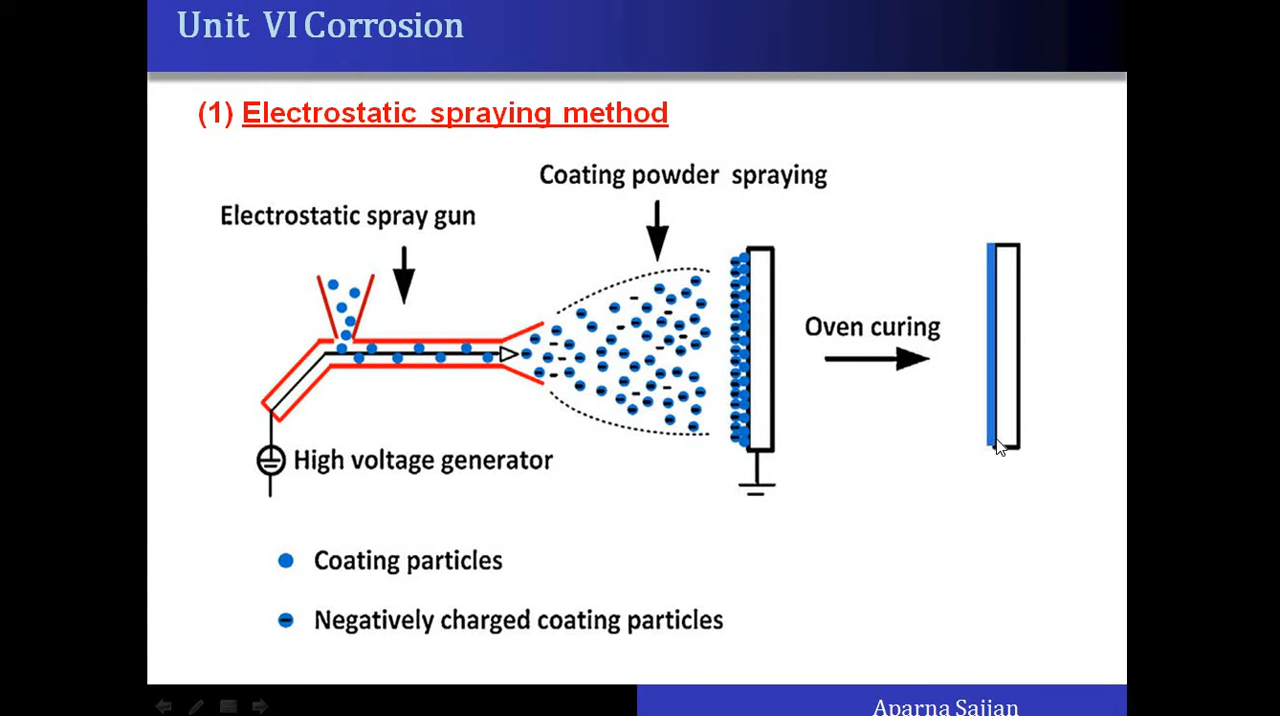 Unit VI Corrosion
(1) Electrostatic spraying method
Coating powder spraying
Electrostatic spray gun
Oven curing
High voltage generator
Coating particles
Negatively charged coating particles
Aparna Sajjan